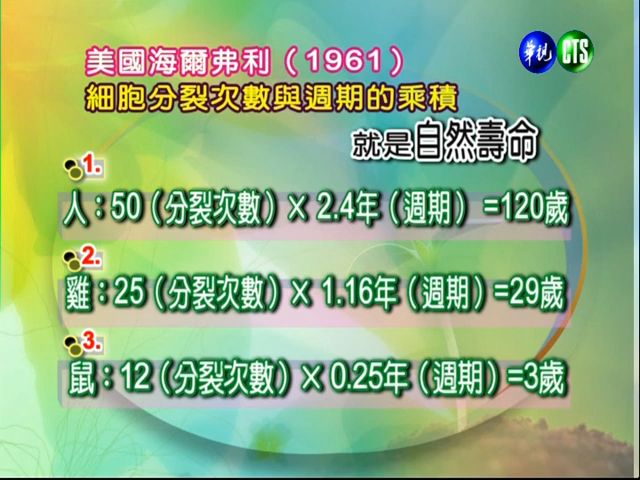 華視 CTS
美國海爾弗利（1961）
細胞分裂次數與週期的乘積
就是自然壽命
1.
人：50（分裂次數）× 2.4年（週期） =120歲
2.
雞：25（分裂次數）× 1.16年（週期）=29歲
3.
鼠：12（分裂次數）× 0.25年（週期）=3歲